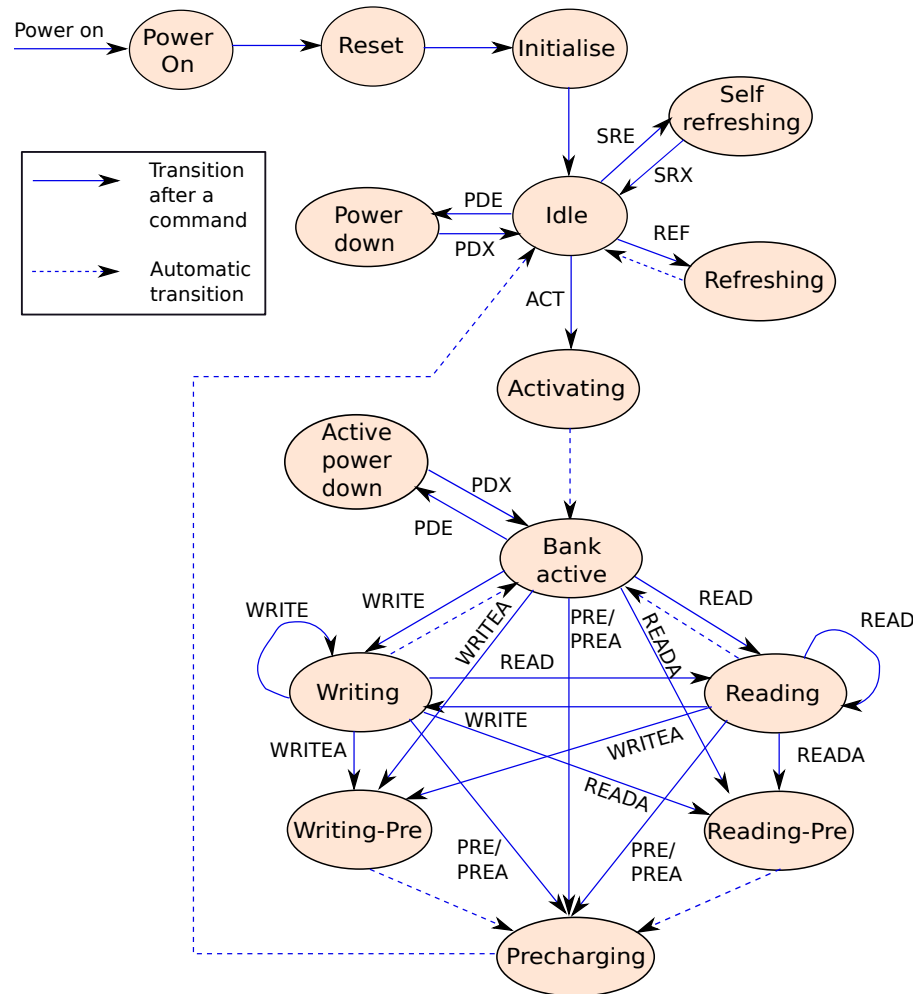 Power on
Power
On
Reset
Initialise
Self
refreshing
SRE
SRX
Transition
after a
command
Automatic
transition
Power
down
PDE
PDX
Idle
REF
Refreshing
ACT
Activating
Active
power
down
PDX
PDE
Bank
active
WRITE
WRITE
WRITEA
PRE/
PREA
READA
READ
READ
Writing
READ
WRITE
Reading
WRITEA
WRITEA
READA
READA
Writing-Pre
Reading-Pre
PRE/
PREA
PRE/
PREA
Precharging